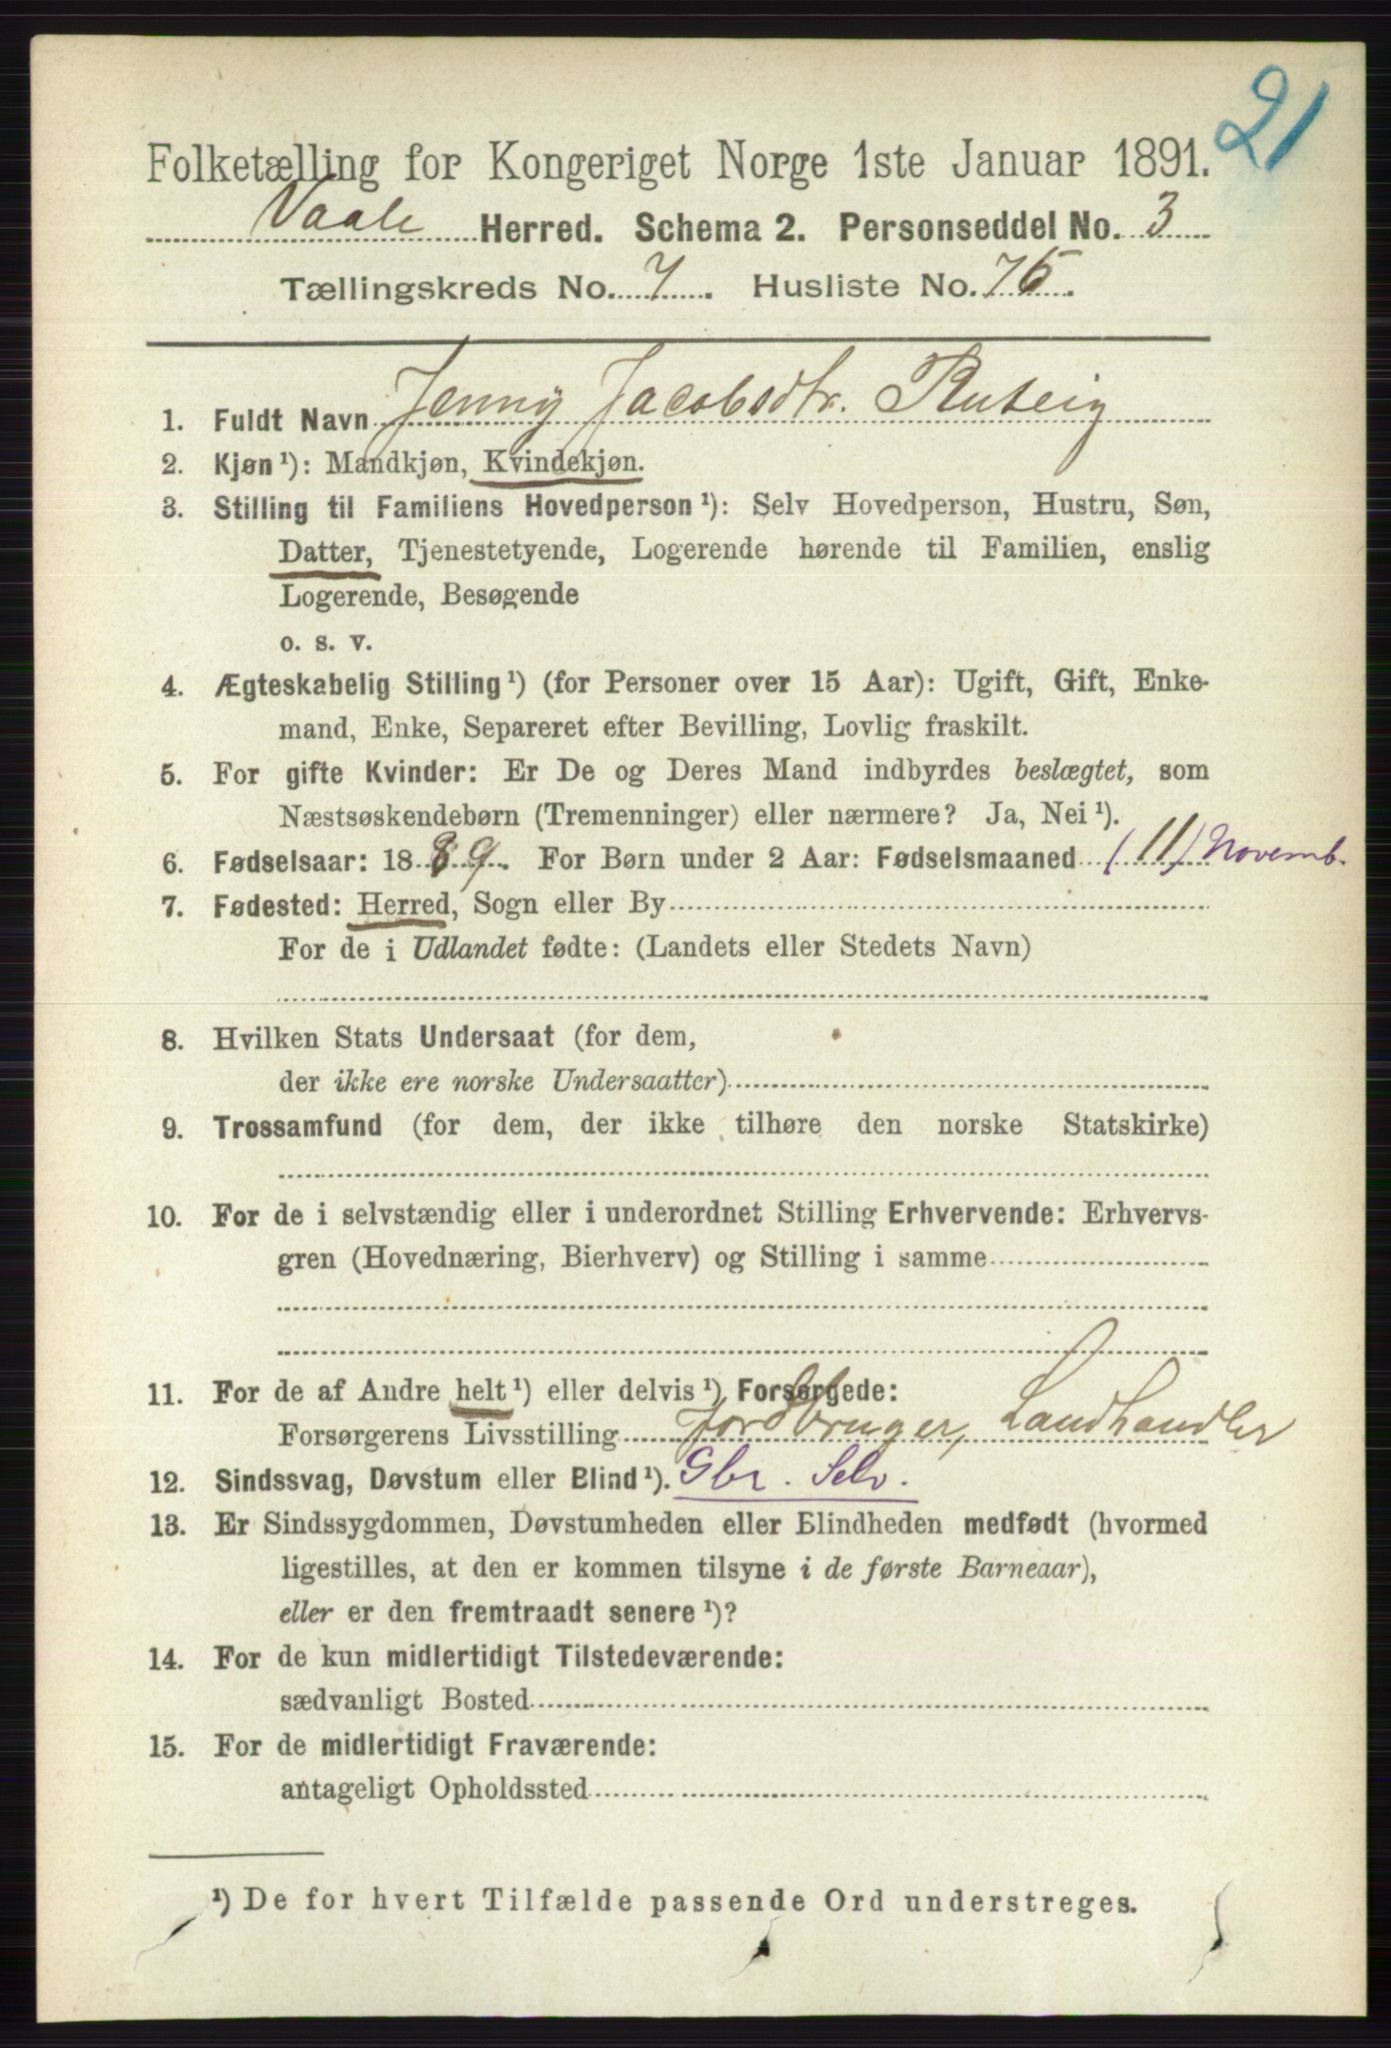 21
Folketælling for Kongeriget Norge 1ste Januar 1891.
Vaale Herred. Schema 2. Personseddel No. 3
Tællingskreds No. 7. Husliste No. 75.
1. Fuldt Navn Jenny Jacobsdtr.
2. Kjøn ¹): Mandkjøn, Kvindekjøn.
3. Stilling til Familiens Hovedperson ¹): Selv Hovedperson, Hustru, Søn,
Datter, Tjenestetyende, Logerende hørende til Familien, enslig
Logerende, Besøgende
o. s. v.
4. Ægteskabelig Stilling ¹) (for Personer over 15 Aar): Ugift, Gift, Enke-
mand, Enke, Separeret efter Bevilling, Lovlig fraskilt.
5. For gifte Kvinder: Er De og Deres Mand indbyrdes beslægtet, som
Næstsøskendebørn (Tremenninger) eller nærmere? Ja, Nei ¹).
6. Fødselsaar: 1889. For Børn under 2 Aar: Fødselsmaaned (11) Novemb.
7. Fødested: Herred, Sogn eller By
For de i Udlandet fødte: (Landets eller Stedets Navn)
8. Hvilken Stats Undersaat (for dem,
der ikke ere norske Undersaatter)
9. Trossamfund (for dem, der ikke tilhøre den norske Statskirke)
10. For de i selvstændig eller i underordnet Stilling Erhvervende: Erhvervs-
gren (Hovednæring, Bierhverv) og Stilling i samme
11. For de af Andre helt ¹) eller delvis ¹) Forsørgede:
Forsørgerens Livsstilling Jordbruger, Landhandler
12. Sindssvag, Døvstum eller Blind ¹). Gbr. Selv.
13. Er Sindssygdommen, Døvstumheden eller Blindheden medfødt (hvormed
ligestilles, at den er kommen tilsyne i de første Barneaar),
eller er den fremtraadt senere ¹)?
14. For de kun midlertidigt Tilstedeværende:
sædvanligt Bosted
15. For de midlertidigt Fraværende:
antageligt Opholdssted
¹) De for hvert Tilfælde passende Ord understreges.